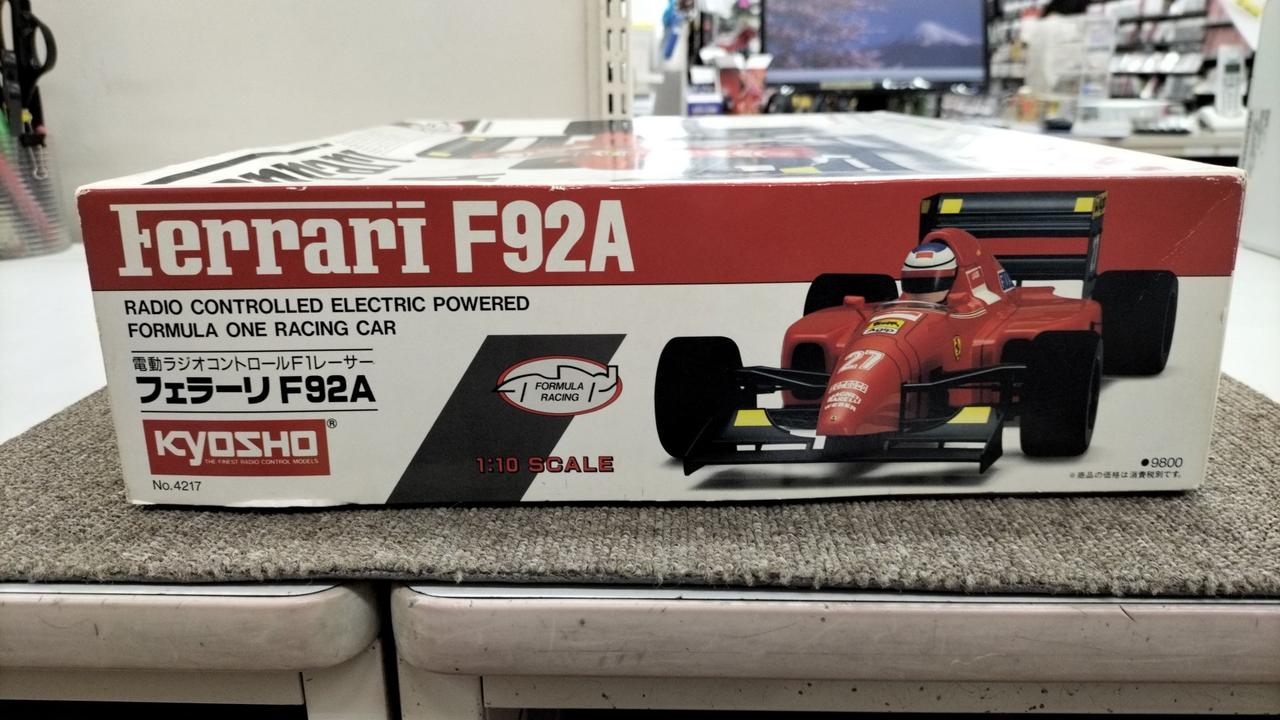 Ferrari F92A
RADIO CONTROLLED ELECTRIC POWERED
FORMULA ONE RACING CAR
電動ラジオコントロールF1レーサー
フェラーリ F92A
KYOSHO®
THE FINEST RADIO CONTROL MODELS
No.4217
FORMULA
RACING
1:10 SCALE
27
MAGNETI
MARELLI
WEBER
●9800
※商品の価格は消費税別です。